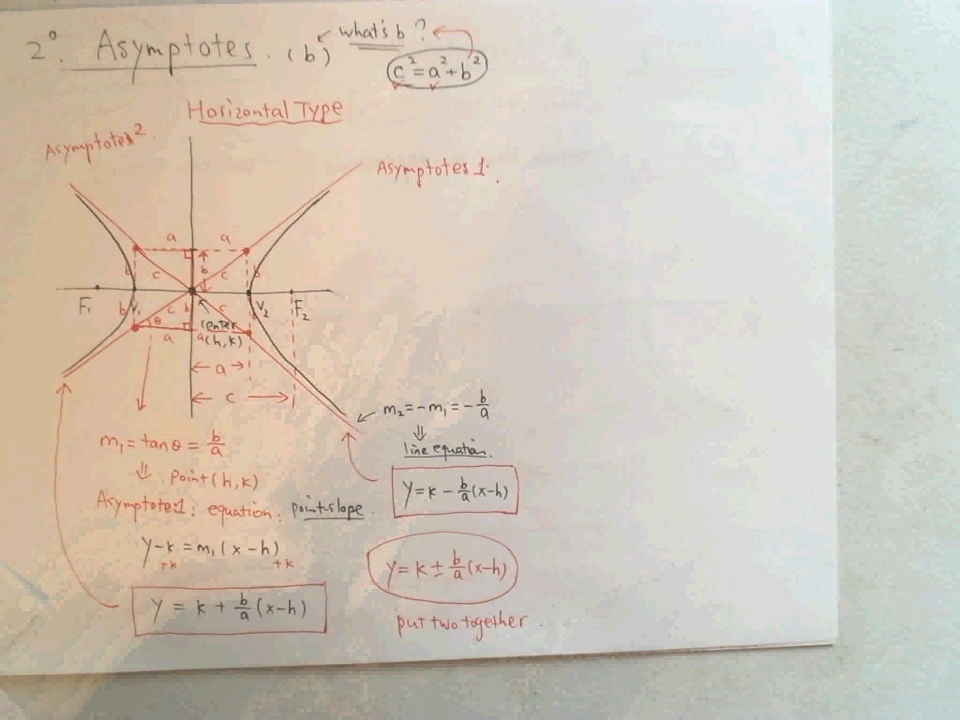 2°. Asymptotes. (b) what's b?
c² = a² + b²
Horizontal Type
Asymptotes 2
Asymptotes 1.
a a
b b c c b
F₁ b V₁ c b c b V₂ F₂
θ a a center
(h, k)
← a →
← c →
m₂ = -m₁ = -b/a
⇓
line equation.
y = k - b/a (x-h)
m₁ = tan θ = b/a
⇓ point (h, k)
Asymptote 1: equation. point-slope.
y-k = m₁(x-h)
+k +k
y = k + b/a (x-h)
y = k ± b/a (x-h)
put two together.